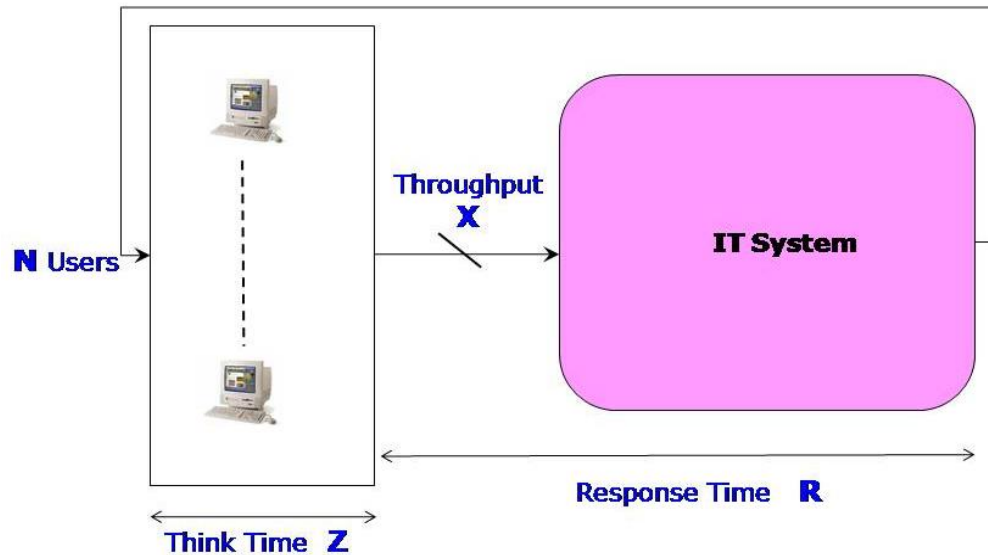 Throughput
X
IT System
N Users
Response Time R
Think Time Z